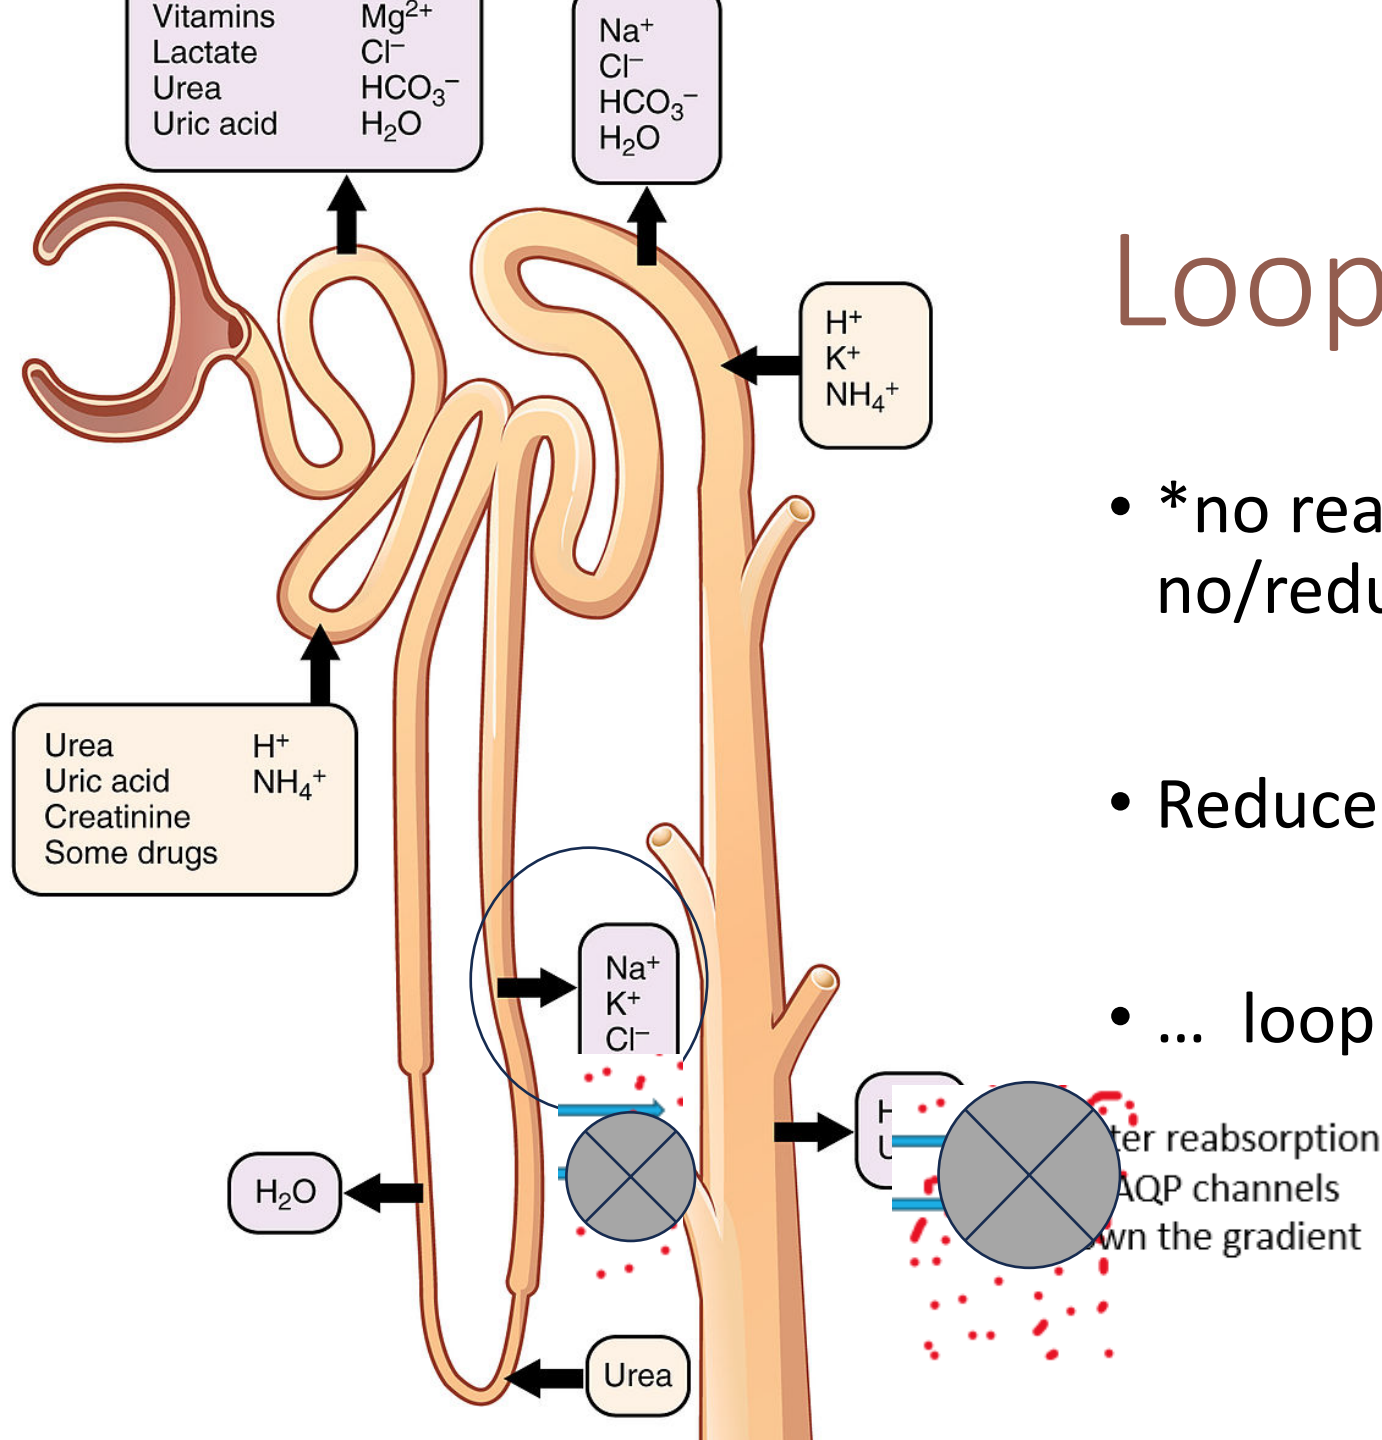 Vitamins Mg²⁺
Lactate Cl⁻
Urea HCO₃⁻
Uric acid H₂O
Na⁺
Cl⁻
HCO₃⁻
H₂O
H⁺
K⁺
NH₄⁺
Loop
• *no rea
no/redu
Urea H⁺
Uric acid NH₄⁺
Creatinine
Some drugs
• Reduce
Na⁺
K⁺
Cl⁻
• ... loop
ter reabsorption
AQP channels
wn the gradient
H₂O
Urea